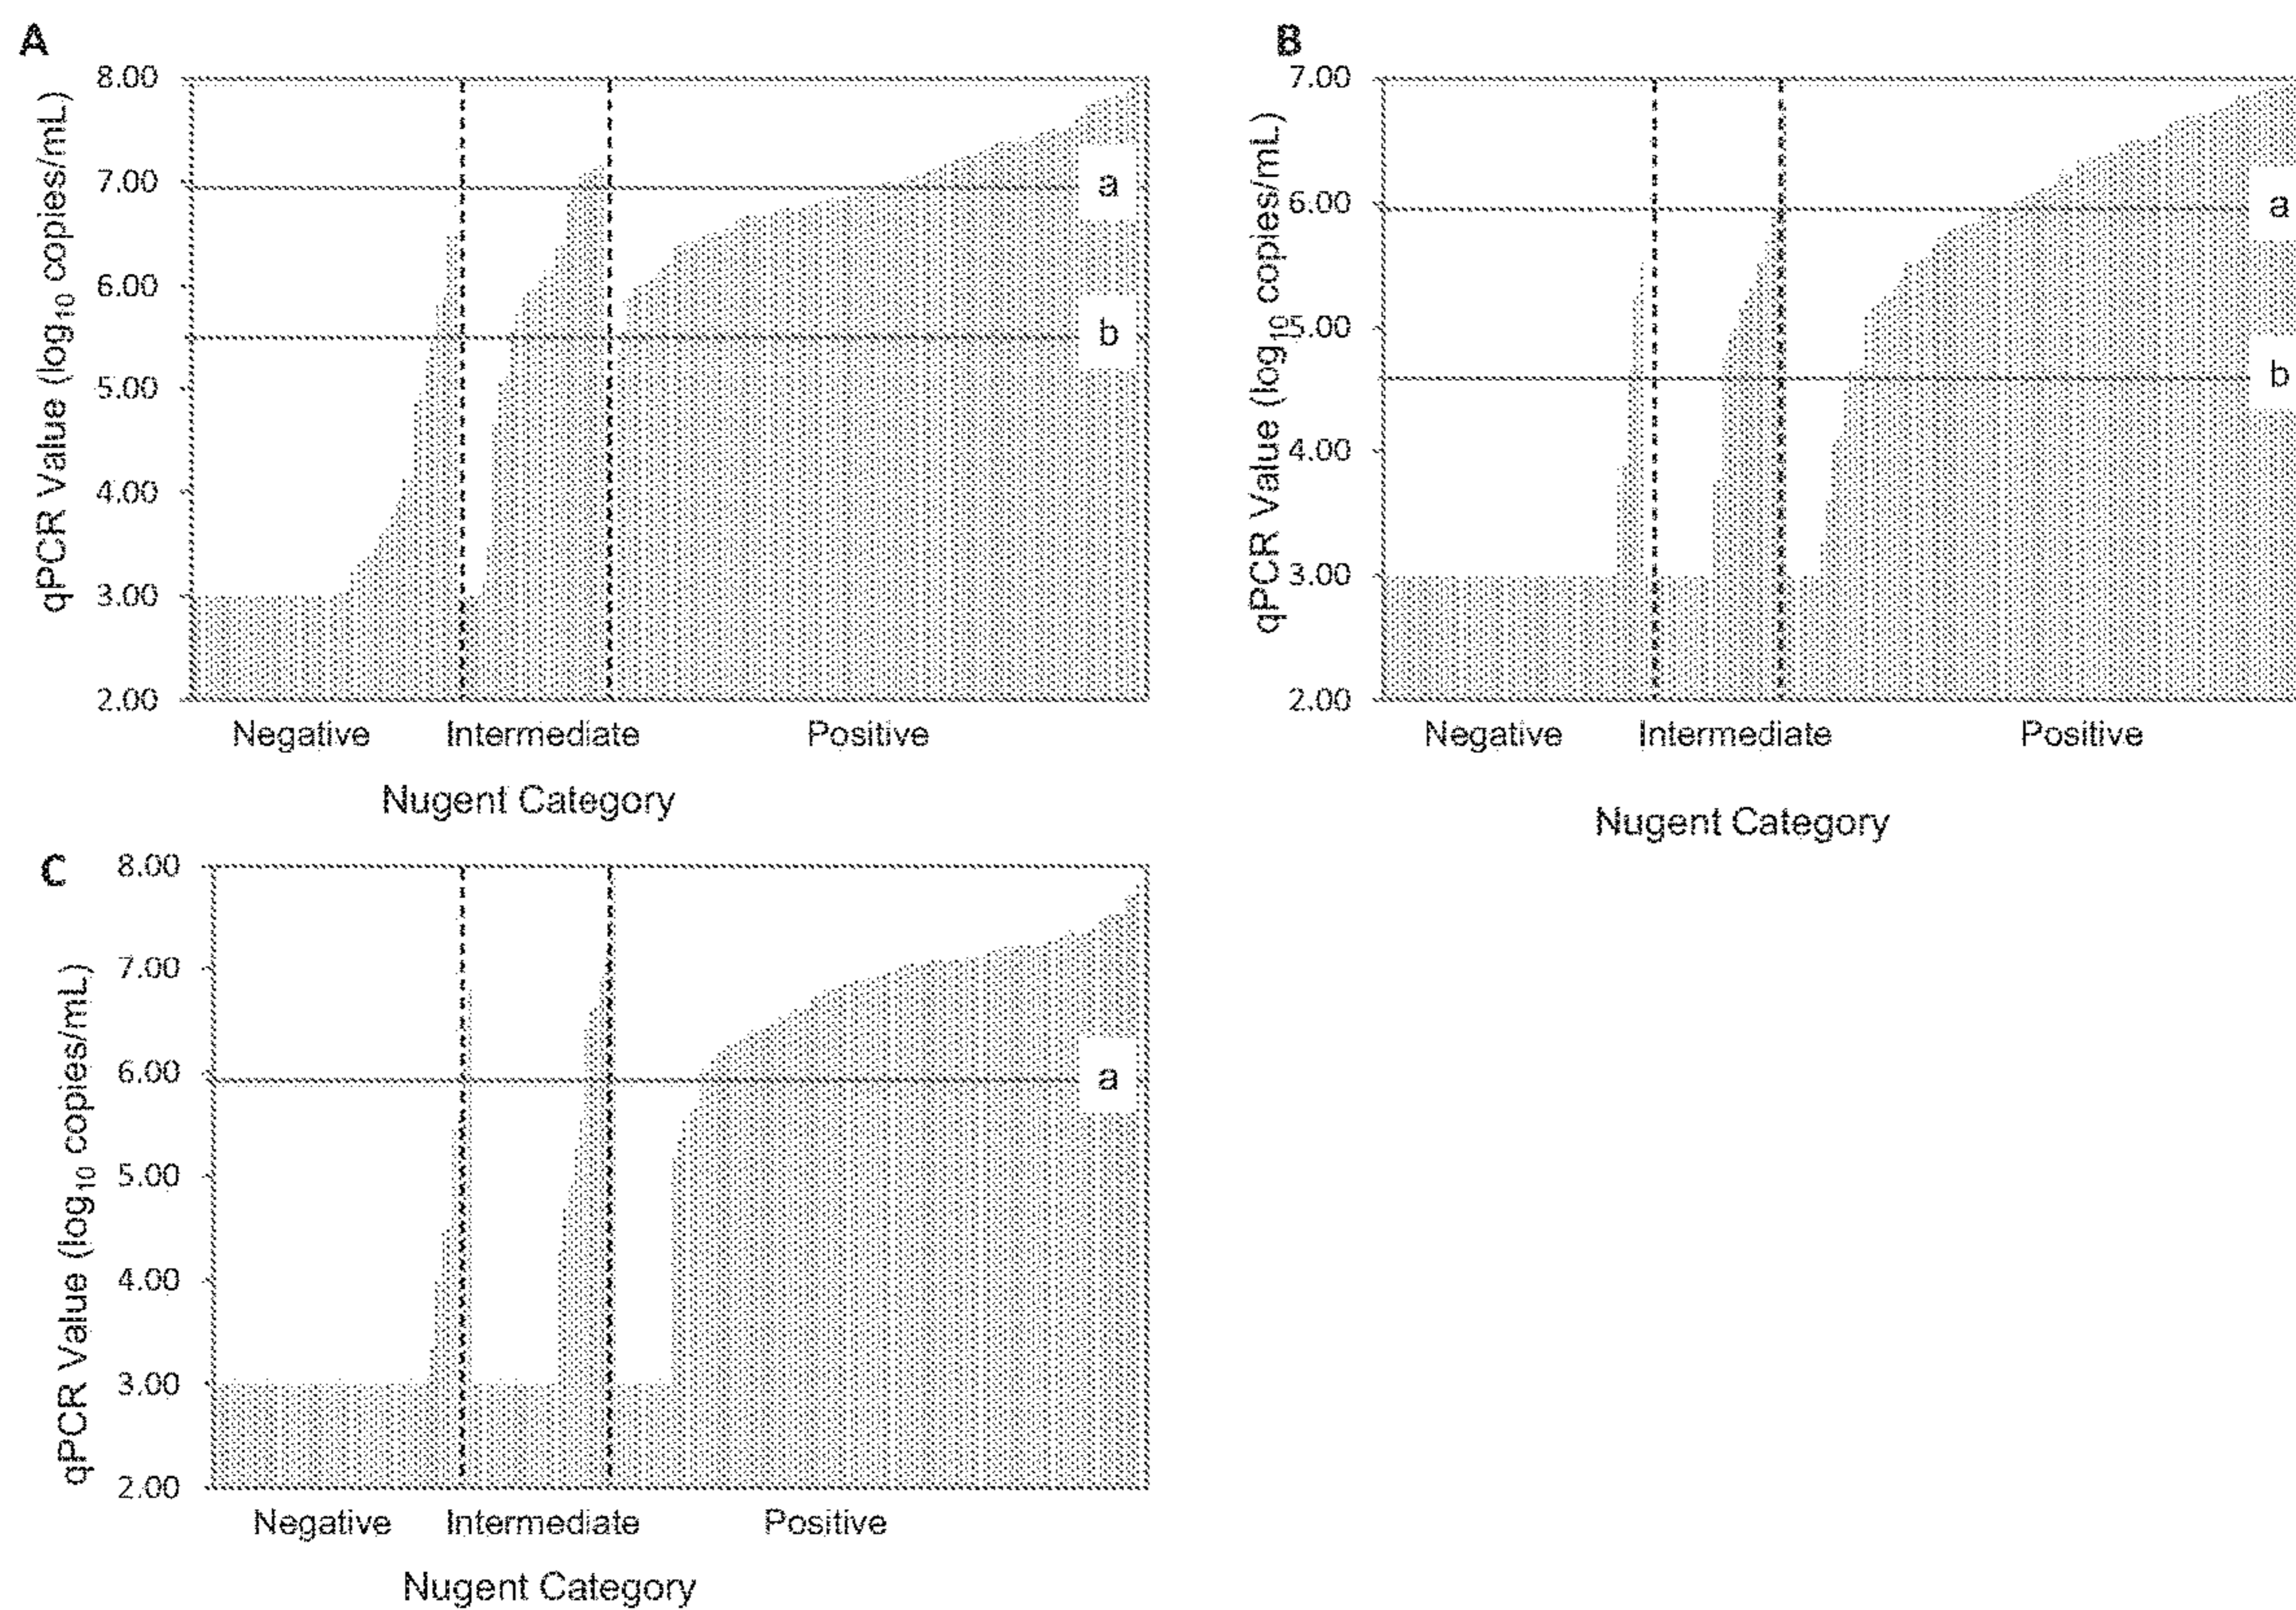 A
qPCR Value (log10 copies/mL)
8.00
7.00
6.00
5.00
4.00
3.00
2.00
a
b
Negative Intermediate Positive
Nugent Category
B
qPCR Value (log10 copies/mL)
7.00
6.00
5.00
4.00
3.00
2.00
a
b
Negative Intermediate Positive
Nugent Category
C
qPCR Value (log10 copies/mL)
8.00
7.00
6.00
5.00
4.00
3.00
2.00
a
Negative Intermediate Positive
Nugent Category